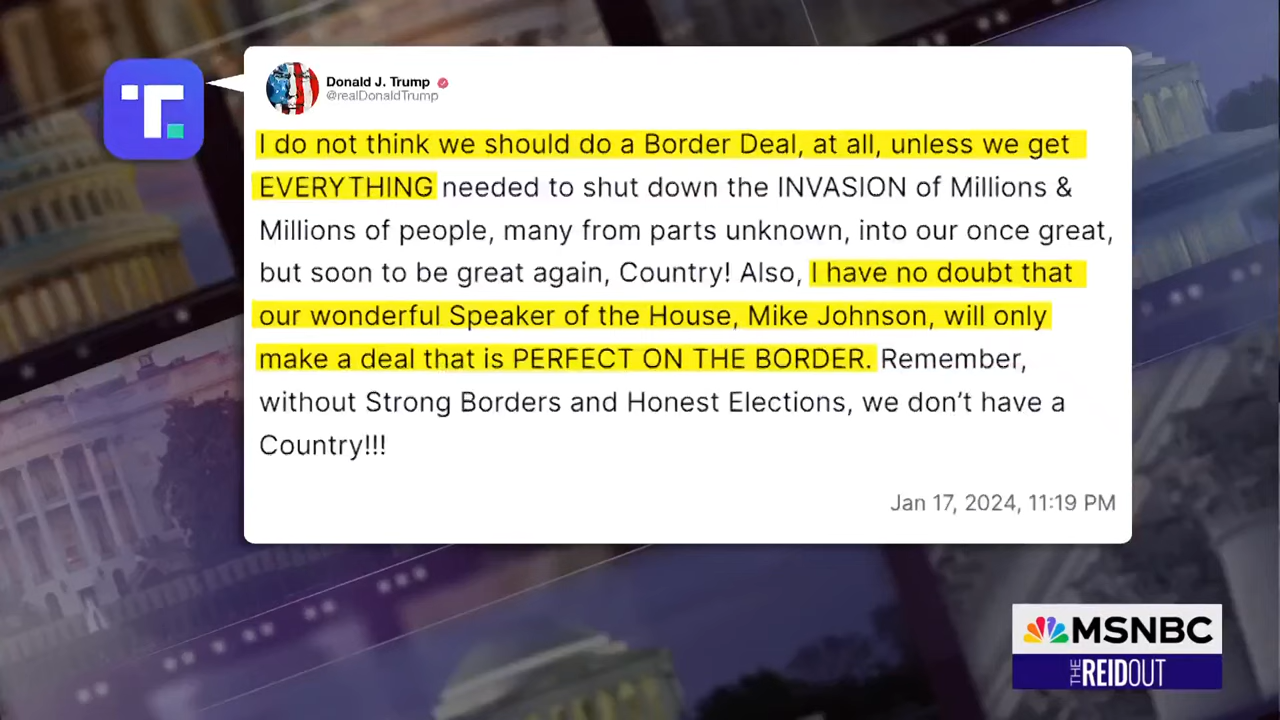 T.
Donald J. Trump
@realDonaldTrump
I do not think we should do a Border Deal, at all, unless we get
EVERYTHING needed to shut down the INVASION of Millions &
Millions of people, many from parts unknown, into our once great,
but soon to be great again, Country! Also, I have no doubt that
our wonderful Speaker of the House, Mike Johnson, will only
make a deal that is PERFECT ON THE BORDER. Remember,
without Strong Borders and Honest Elections, we don’t have a
Country!!!
Jan 17, 2024, 11:19 PM
MSNBC
THE REIDOUT